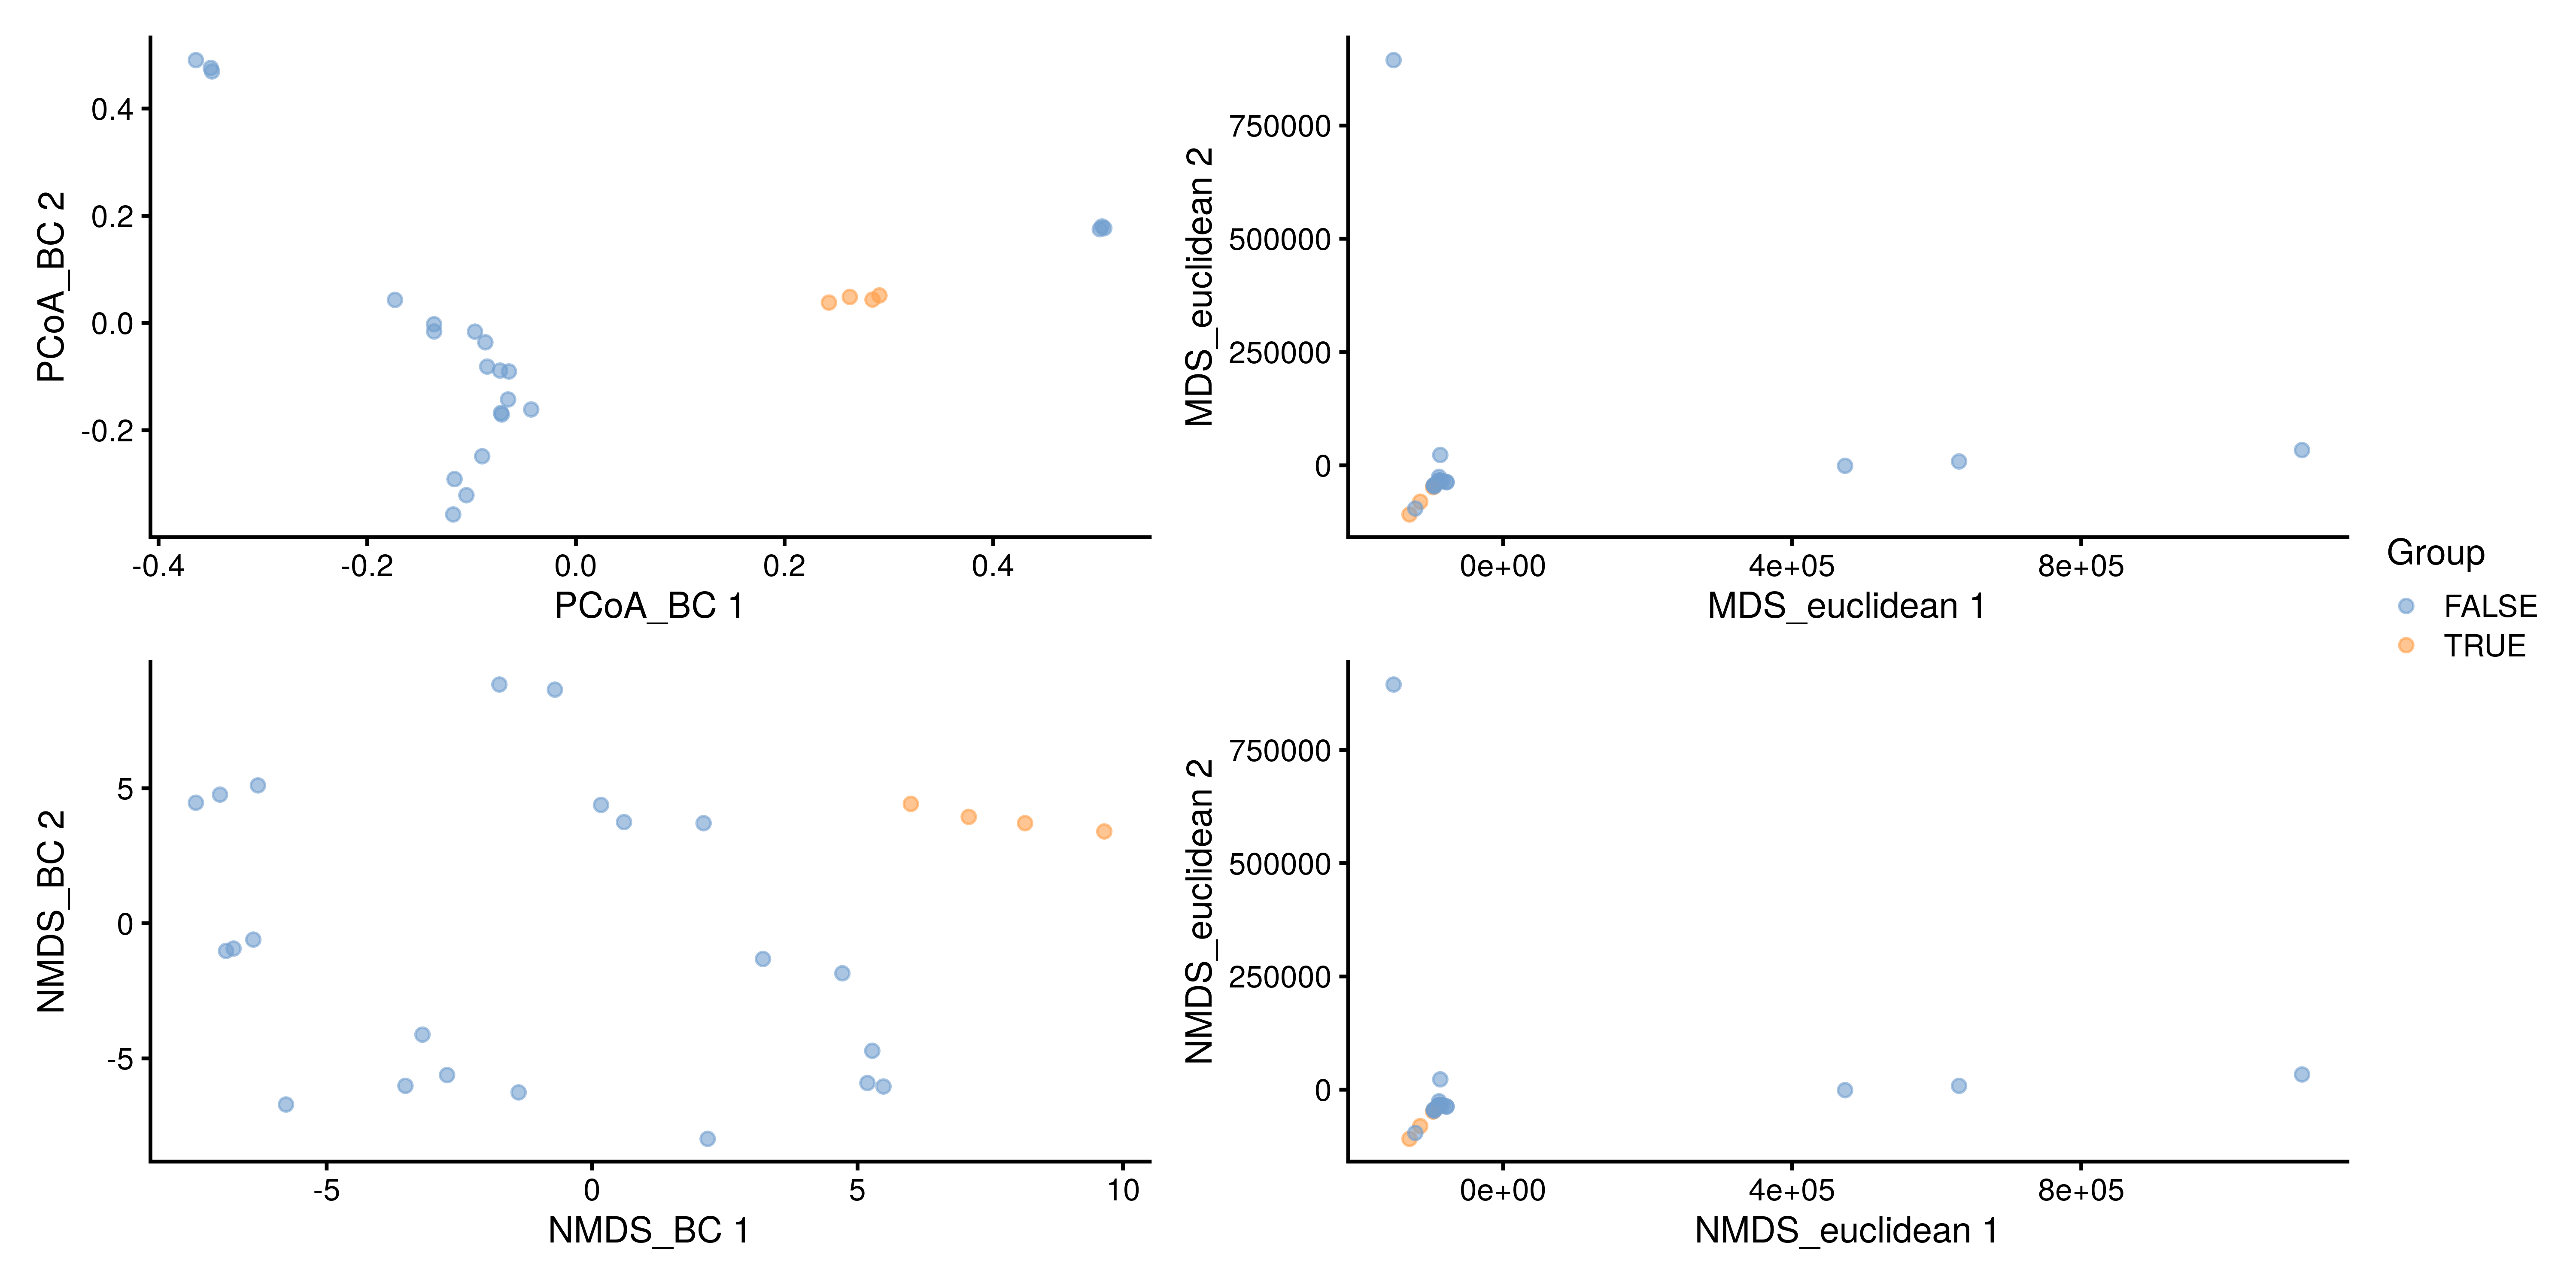 0.4
0.2
0.0
-0.2
PCoA_BC 2
-0.4
-0.2
0.0
0.2
0.4
PCoA_BC 1
750000
500000
250000
0
MDS_euclidean 2
0e+00
4e+05
8e+05
MDS_euclidean 1
5
0
-5
NMDS_BC 2
-5
0
5
10
NMDS_BC 1
750000
500000
250000
0
NMDS_euclidean 2
0e+00
4e+05
8e+05
NMDS_euclidean 1
Group
FALSE
TRUE